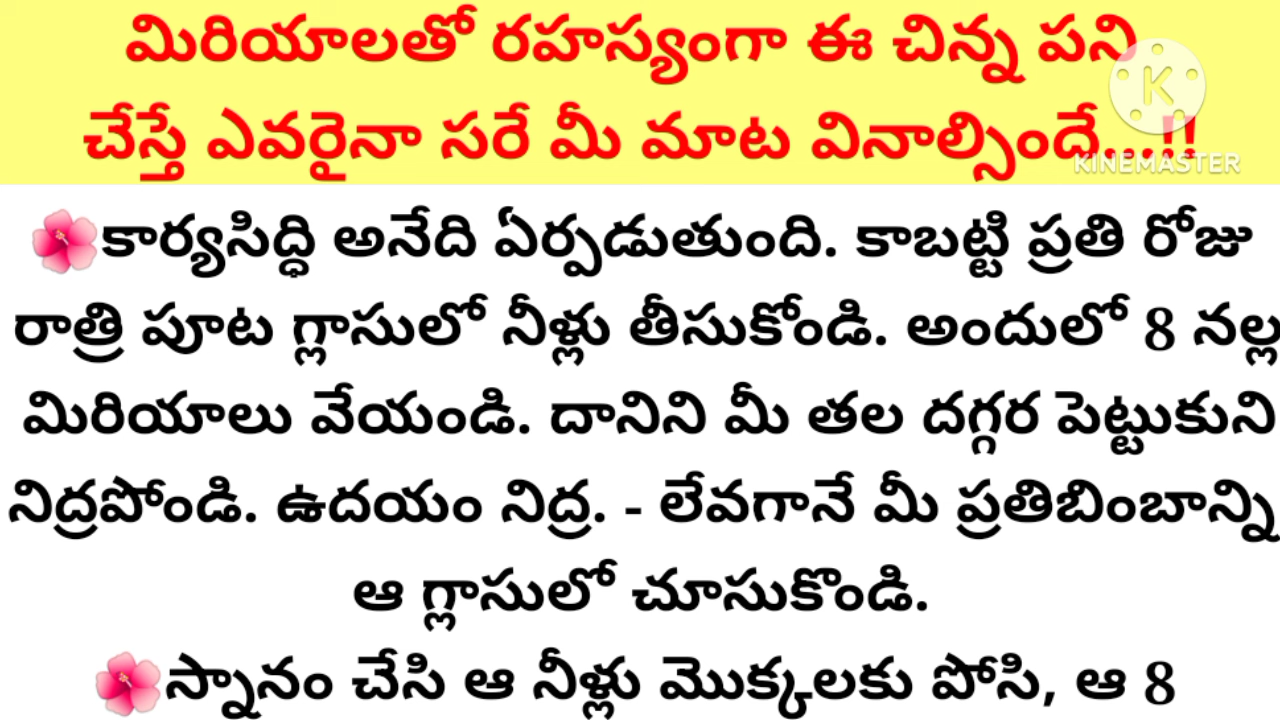 మిరియాలతో రహస్యంగా ఈ చిన్న పని
చేస్తే ఎవరైనా సరే మీ మాట వినాల్సిందే...!!
KINEMASTER
కార్యసిద్ధి అనేది ఏర్పడుతుంది. కాబట్టి ప్రతి రోజు
రాత్రి పూట గ్లాసులో నీళ్లు తీసుకోండి. అందులో 8 నల్ల
మిరియాలు వేయండి. దానిని మీ తల దగ్గర పెట్టుకుని
నిద్రపోండి. ఉదయం నిద్ర. - లేవగానే మీ ప్రతిబింబాన్ని
ఆ గ్లాసులో చూసుకొండి.
స్నానం చేసి ఆ నీళ్లు మొక్కలకు పోసి, ఆ 8